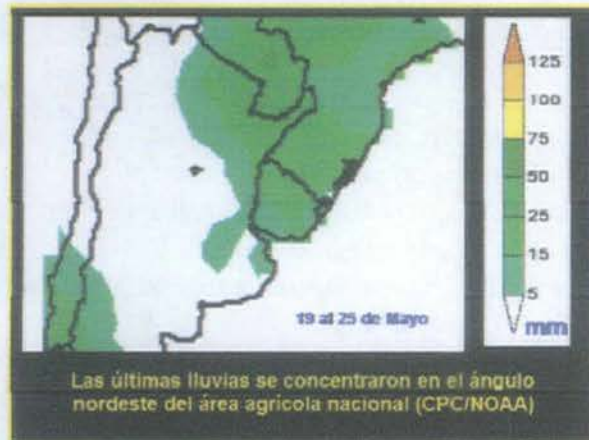 125
100
75
50
25
15
5
mm
19 al 25 de Mayo
Las últimas lluvias se concentraron en el ángulo
nordeste del área agrícola nacional (CPC/NOAA)